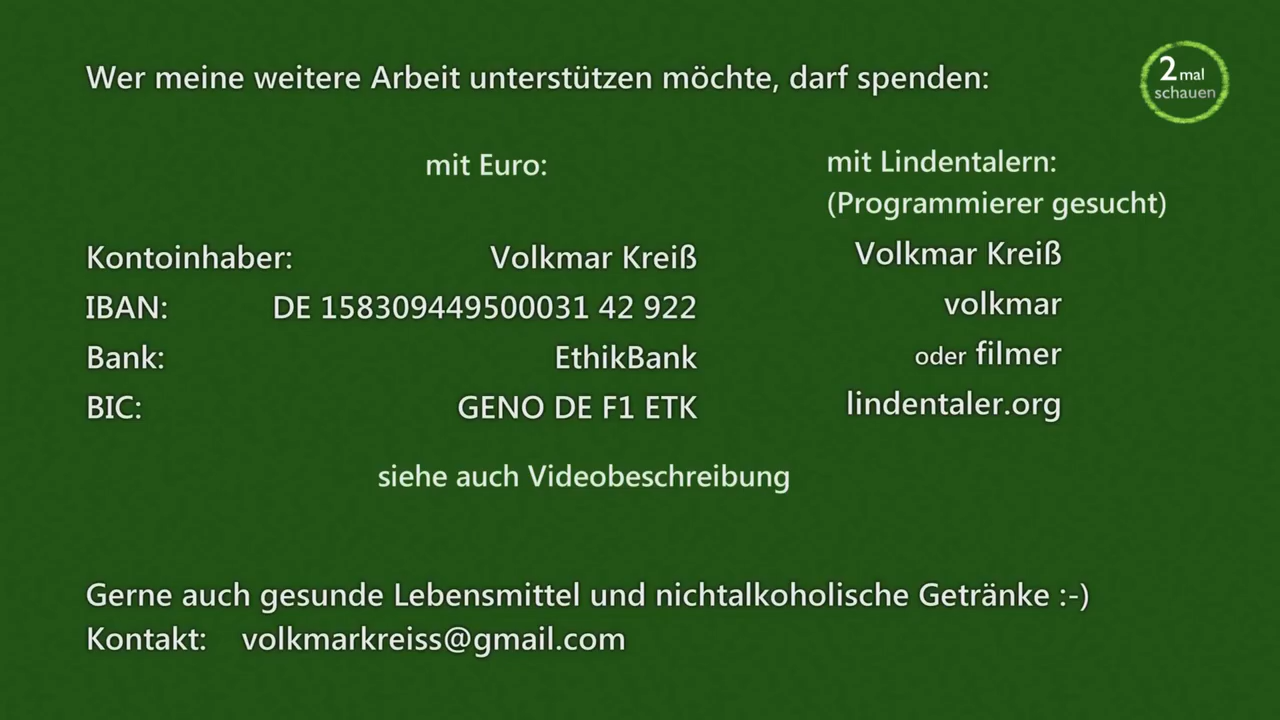 Wer meine weitere Arbeit unterstützen möchte, darf spenden:
2mal
schauen
mit Euro:
mit Lindentalern:
(Programmierer gesucht)
Kontoinhaber: Volkmar Kreiß Volkmar Kreiß
IBAN: DE 158309449500031 42 922 volkmar
Bank: EthikBank oder filmer
BIC: GENO DE F1 ETK lindentaler.org
siehe auch Videobeschreibung
Gerne auch gesunde Lebensmittel und nichtalkoholische Getränke :-)
Kontakt: volkmarkreiss@gmail.com